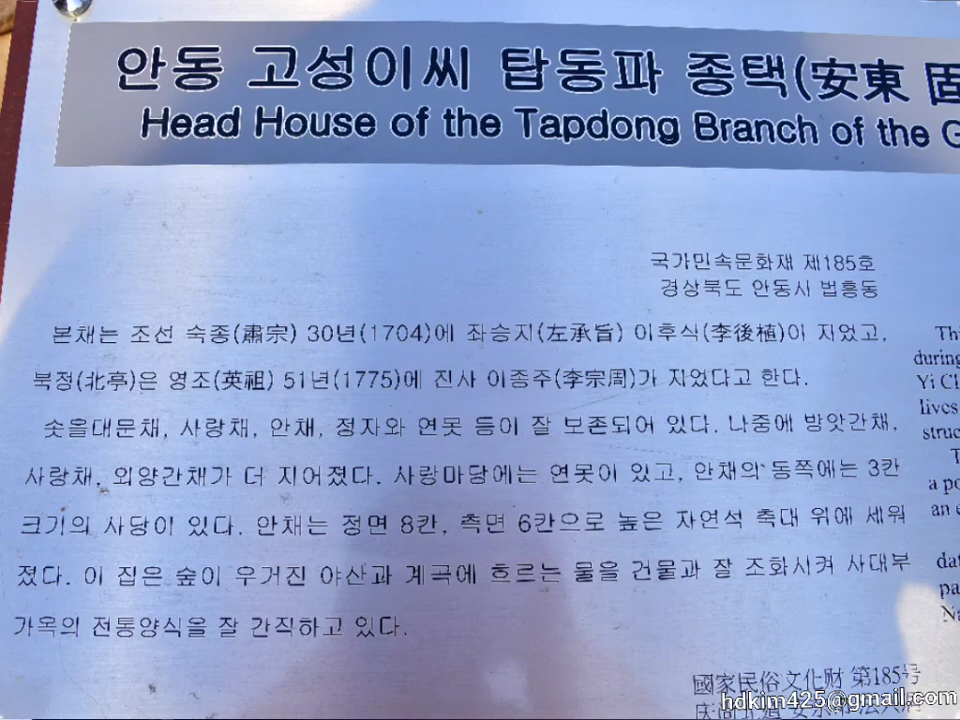 안동 고성이씨 탑동파 종택(安東 固
Head House of the Tapdong Branch of the G
국가민속문화재 제185호
경상북도 안동시 법흥동
본채는 조선 숙종(肅宗) 30년(1704)에 좌승지(左承旨) 이후식(李後植)이 지었고,
북정(北亭)은 영조(英祖) 51년(1775)에 진사 이종주(李宗周)가 지었다고 한다.
솟을대문채, 사랑채, 안채, 정자와 연못 등이 잘 보존되어 있다. 나중에 방앗간채,
사랑채, 외양간채가 더 지어졌다. 사랑마당에는 연못이 있고, 안채의 동쪽에는 3칸
크기의 사당이 있다. 안채는 정면 8칸, 측면 6칸으로 높은 자연석 축대 위에 세워
졌다. 이 집은 숲이 우거진 야산과 계곡에 흐르는 물을 건물과 잘 조화시켜 사대부
가옥의 전통양식을 잘 간직하고 있다.
Thi
during
Yi Cl
lives
struc
T
a po
an e
dat
pa
Na
國家民俗文化財 第185号
hdkim425@gmail.com